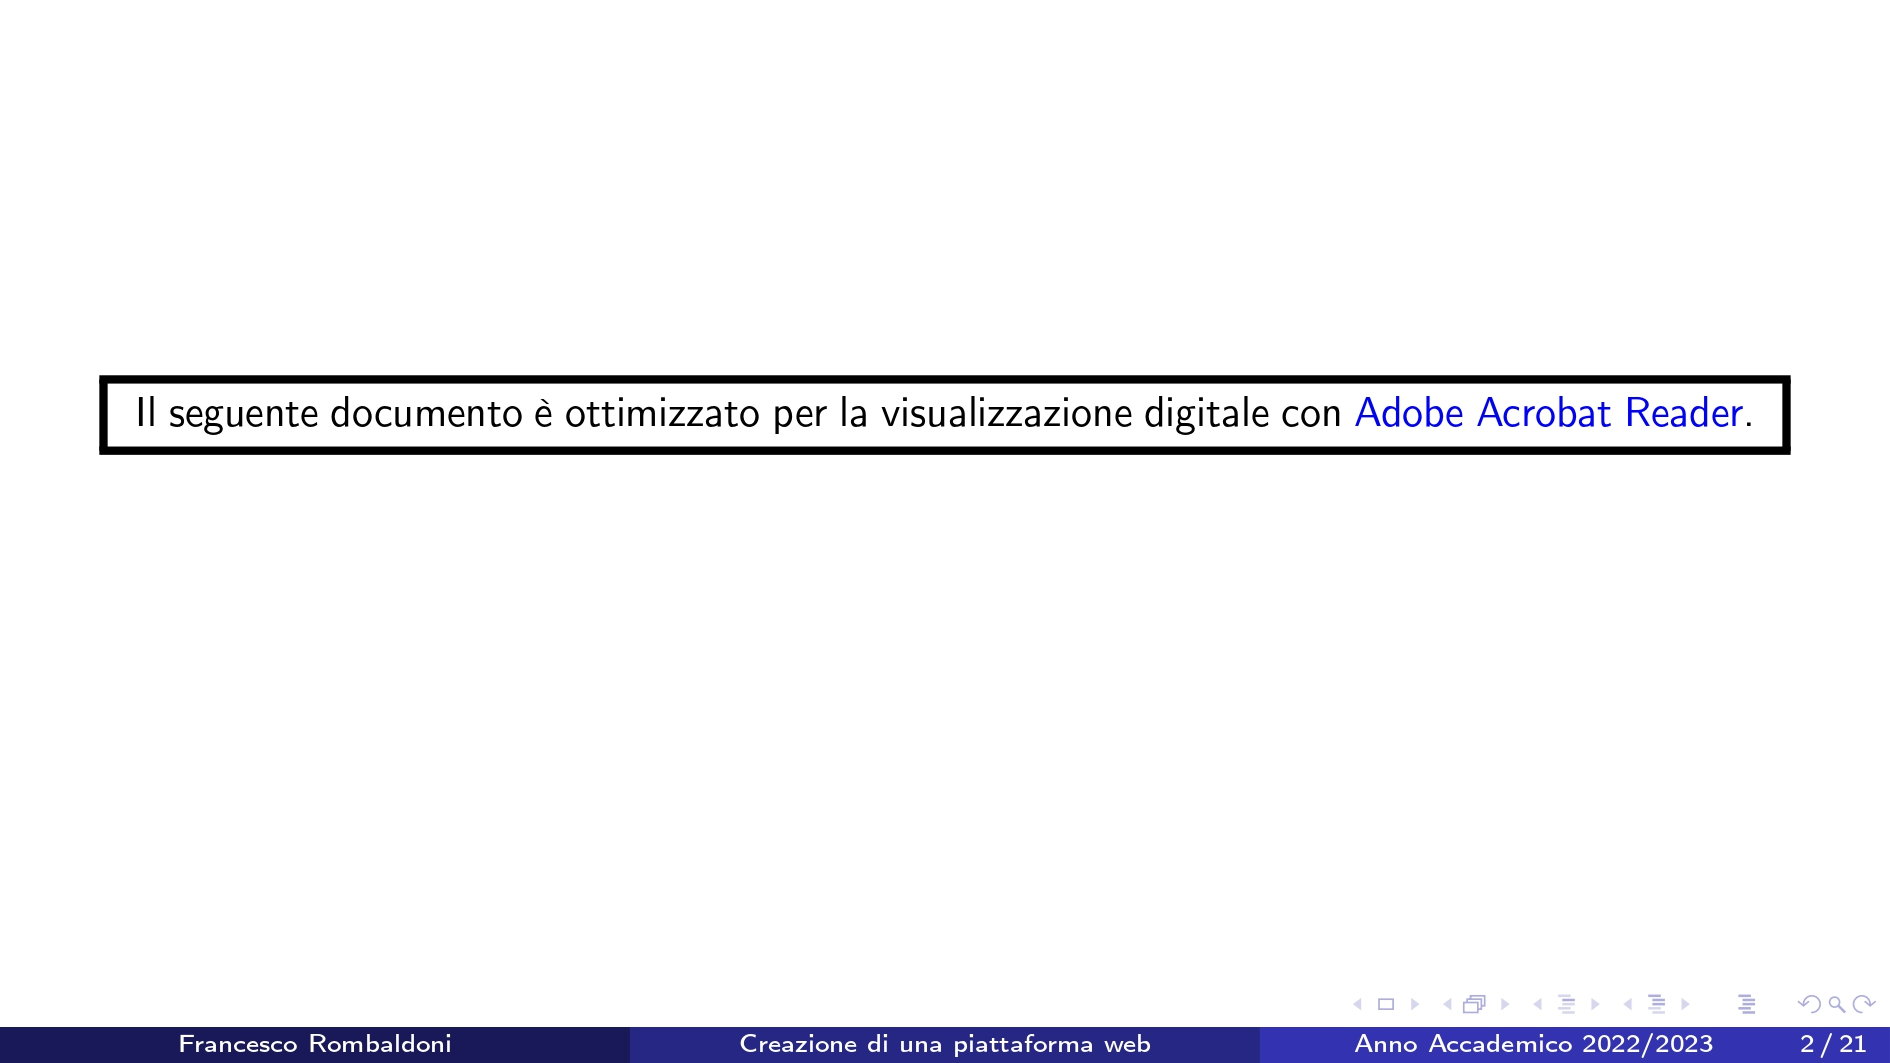 Il seguente documento è ottimizzato per la visualizzazione digitale con Adobe Acrobat Reader.
Francesco Rombaldoni
Creazione di una piattaforma web
Anno Accademico 2022/2023
2 / 21